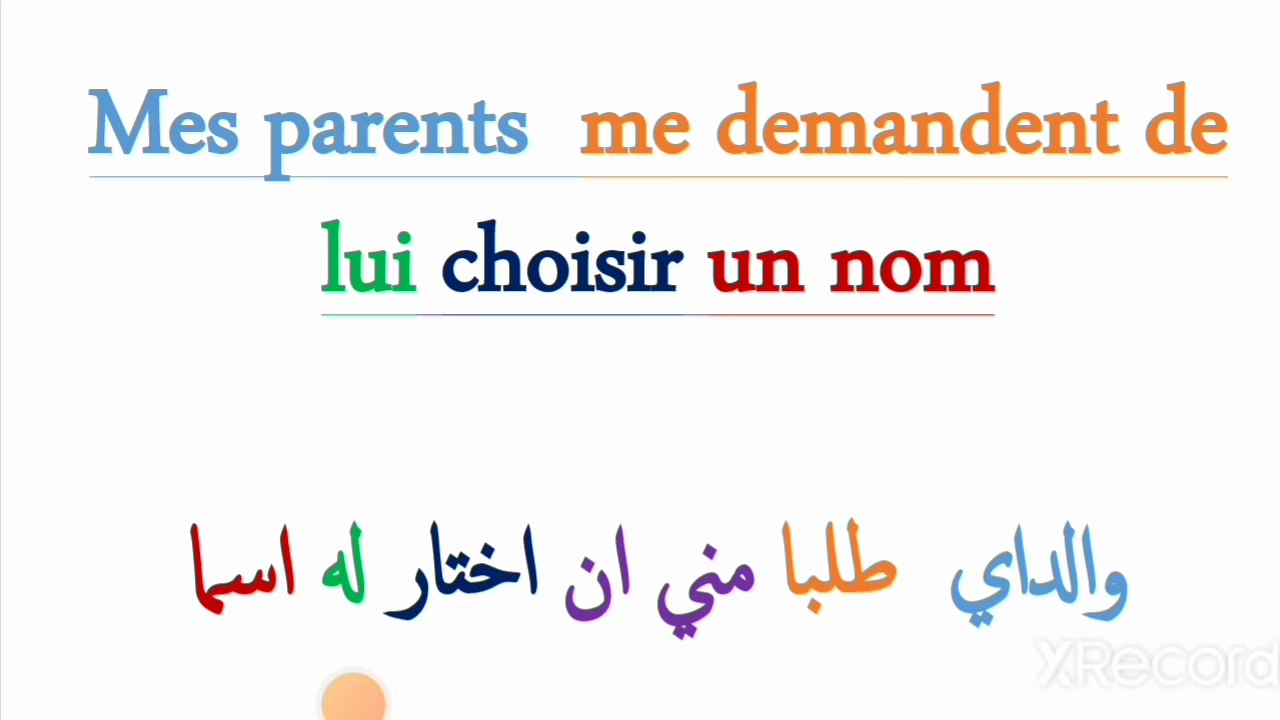 Mes parents me demandent de
lui choisir un nom
والداي طلبا مني ان اختار له اسما
XRecord